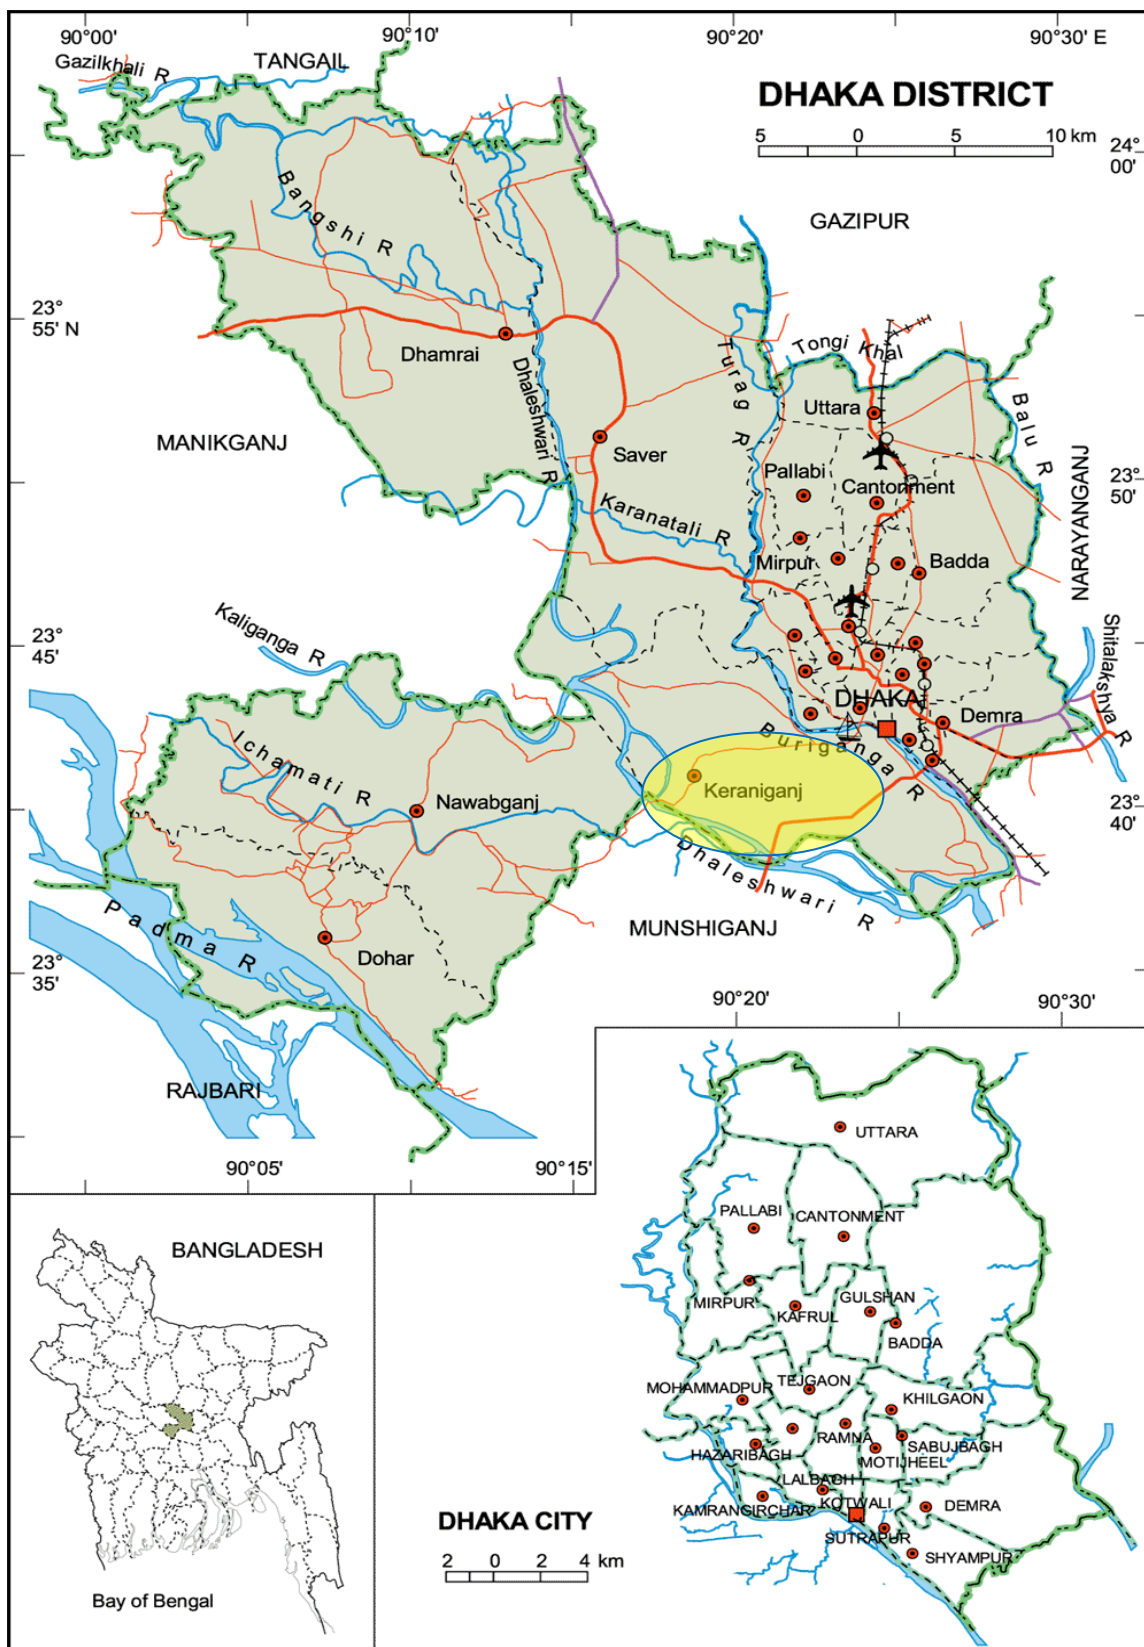 90°00'
90°10'
90°20'
90°30' E
Gazilkhali R
TANGAIL
DHAKA DISTRICT
5 0 5 10 km
24°
00'
Bangshi R
GAZIPUR
23°
55' N
Dhamrai
Dhaleshwari R
Turag R
Tongi Khal
Uttara
Balu R
MANIKGANJ
Saver
Pallabi
Cantonment
23°
50'
NARAYANGANJ
Karanatali R
Mirpur
Badda
Kaliganga R
23°
45'
23°
45'
Shitalakshya R
DHAKA
Demra
Buriganga R
Ichamati R
Nawabganj
Keraniganj
23°
40'
Dhaleshwari R
Padma R
MUNSHIGANJ
Dohar
23°
35'
90°20'
90°30'
RAJBARI
90°05'
90°15'
UTTARA
PALLABI
CANTONMENT
BANGLADESH
MIRPUR
KAFRUL
GULSHAN
BADDA
MOHAMMADPUR
TEJGAON
KHILGAON
HAZARIBAGH
RAMNA
SABUJBAGH
MOTIJHEEL
LALBAGH
KAMRANGIRCHAR
KOTWALI
DEMRA
DHAKA CITY
SUTRAPUR
SHYAMPUR
2 0 2 4 km
Bay of Bengal